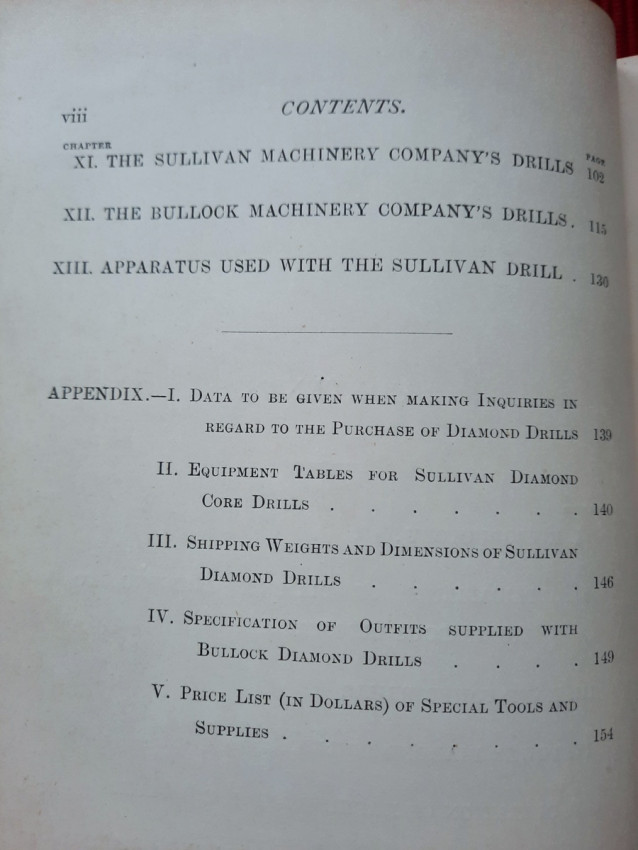 viii CONTENTS.
CHAPTER PAGE
XI. THE SULLIVAN MACHINERY COMPANY'S DRILLS 102
XII. THE BULLOCK MACHINERY COMPANY'S DRILLS . 115
XIII. APPARATUS USED WITH THE SULLIVAN DRILL . 130
APPENDIX.—I. DATA TO BE GIVEN WHEN MAKING INQUIRIES IN
REGARD TO THE PURCHASE OF DIAMOND DRILLS 139
II. EQUIPMENT TABLES FOR SULLIVAN DIAMOND
CORE DRILLS . . . . . . 140
III. SHIPPING WEIGHTS AND DIMENSIONS OF SULLIVAN
DIAMOND DRILLS . . . . . 146
IV. SPECIFICATION OF OUTFITS SUPPLIED WITH
BULLOCK DIAMOND DRILLS . . . . 149
V. PRICE LIST (IN DOLLARS) OF SPECIAL TOOLS AND
SUPPLIES . . . . . . . . 154